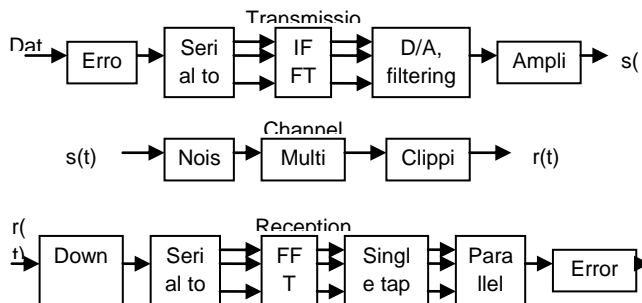 Transmissio
Dat
Erro
Seri
al to
IF
FT
D/A,
filtering
Ampli
s(
Channel
s(t)
Nois
Multi
Clippi
r(t)
Reception
r(
t)
Down
Seri
al to
FF
T
Singl
e tap
Para
llel
Error